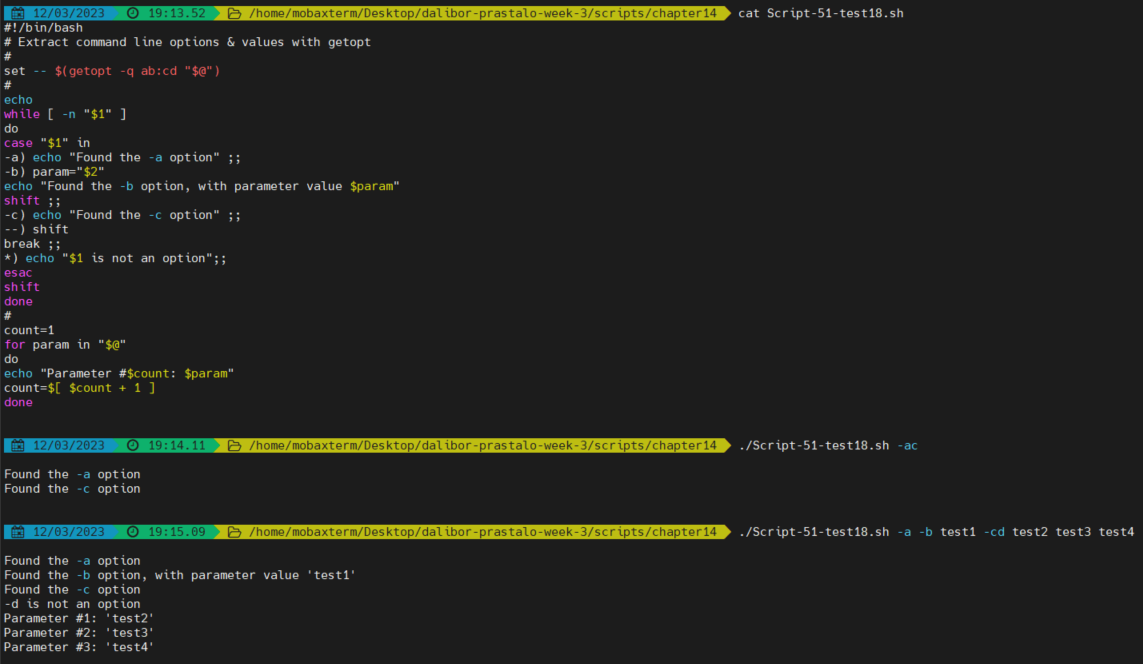 12/03/2023 19:13.52 /home/mobaxterm/Desktop/dalibor-prastalo-week-3/scripts/chapter14 cat Script-51-test18.sh
#!/bin/bash
# Extract command line options & values with getopt
#
set -- $(getopt -q ab:cd "$@")
#
echo
while [ -n "$1" ]
do
case "$1" in
-a) echo "Found the -a option" ;;
-b) param="$2"
echo "Found the -b option, with parameter value $param"
shift ;;
-c) echo "Found the -c option" ;;
--) shift
break ;;
*) echo "$1 is not an option";;
esac
shift
done
#
count=1
for param in "$@"
do
echo "Parameter #$count: $param"
count=$[ $count + 1 ]
done
12/03/2023 19:14.11 /home/mobaxterm/Desktop/dalibor-prastalo-week-3/scripts/chapter14 ./Script-51-test18.sh -ac
Found the -a option
Found the -c option
12/03/2023 19:15.09 /home/mobaxterm/Desktop/dalibor-prastalo-week-3/scripts/chapter14 ./Script-51-test18.sh -a -b test1 -cd test2 test3 test4
Found the -a option
Found the -b option, with parameter value 'test1'
Found the -c option
-d is not an option
Parameter #1: 'test2'
Parameter #2: 'test3'
Parameter #3: 'test4'